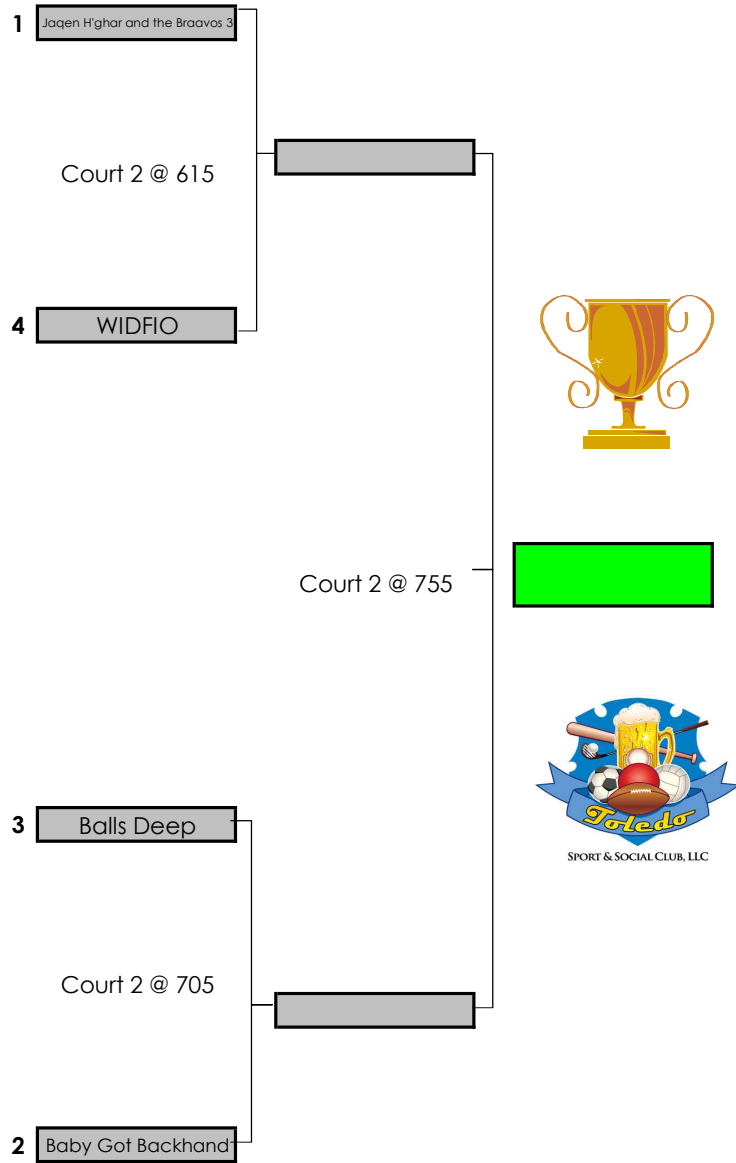 1 Jaqen H'ghar and the Braavos 3
Court 2 @ 615
4 WIDFIO
Court 2 @ 755
Toledo
SPORT & SOCIAL CLUB, LLC
3 Balls Deep
Court 2 @ 705
2 Baby Got Backhand